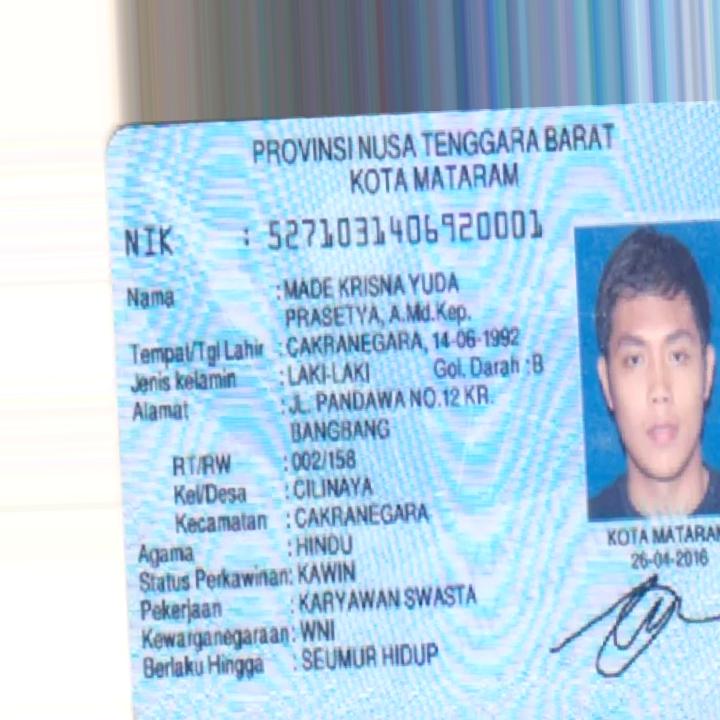 PROVINSI NUSA TENGGARA BARAT
KOTA MATARAM
NIK : 5271031406920001
Nama : MADE KRISNA YUDA
PRASETYA, A.Md.Kep.
Tempat/Tgl Lahir : CAKRANEGARA, 14-06-1992
Jenis kelamin : LAKI-LAKI Gol. Darah : B
Alamat : JL. PANDAWA NO.12 KR.
BANGBANG
RT/RW : 002/158
Kel/Desa : CILINAYA
Kecamatan : CAKRANEGARA
Agama : HINDU
Status Perkawinan: KAWIN
Pekerjaan : KARYAWAN SWASTA
Kewarganegaraan: WNI
Berlaku Hingga : SEUMUR HIDUP
KOTA MATARAM
26-04-2016